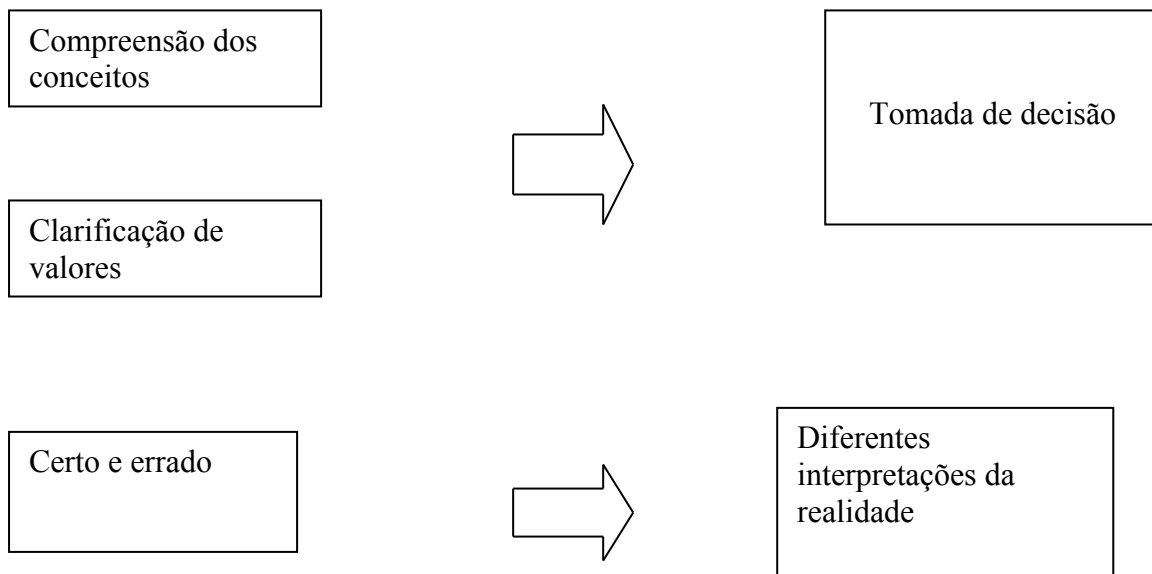 Compreensão dos
conceitos
Tomada de decisão
Clarificação de
valores
Certo e errado
Diferentes
interpretações da
realidade